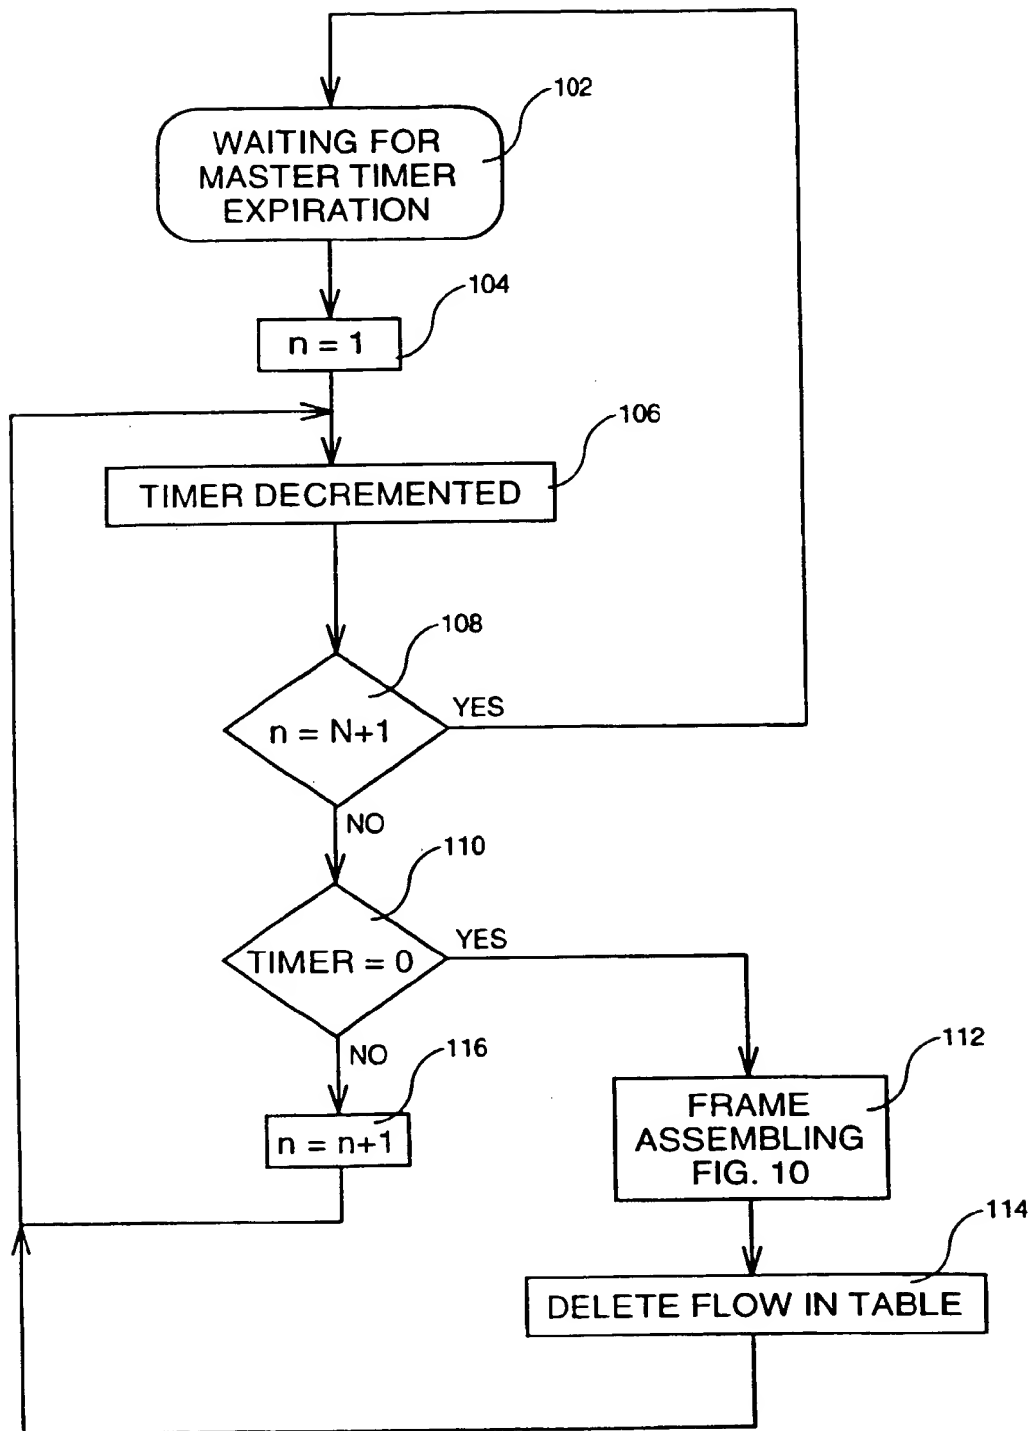 102
WAITING FOR
MASTER TIMER
EXPIRATION
104
n = 1
106
TIMER DECREMENTED
108
n = N+1
YES
NO
110
TIMER = 0
YES
NO
116
n = n+1
112
FRAME
ASSEMBLING
FIG. 10
114
DELETE FLOW IN TABLE